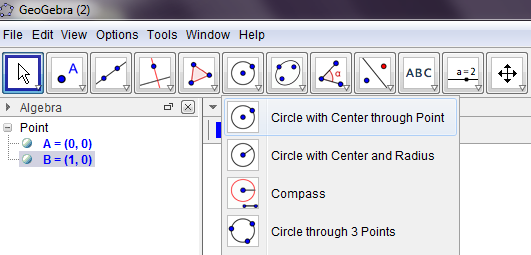 GeoGebra (2)
File Edit View Options Tools Window Help
A α ABC a = 2
Algebra
Point
A = (0, 0)
B = (1, 0)
Circle with Center through Point
Circle with Center and Radius
Compass
Circle through 3 Points